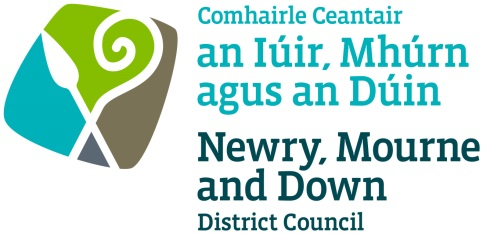 Comhairle Ceantair
an Iúir, Mhúrn
agus an Dúin
Newry, Mourne
and Down
District Council